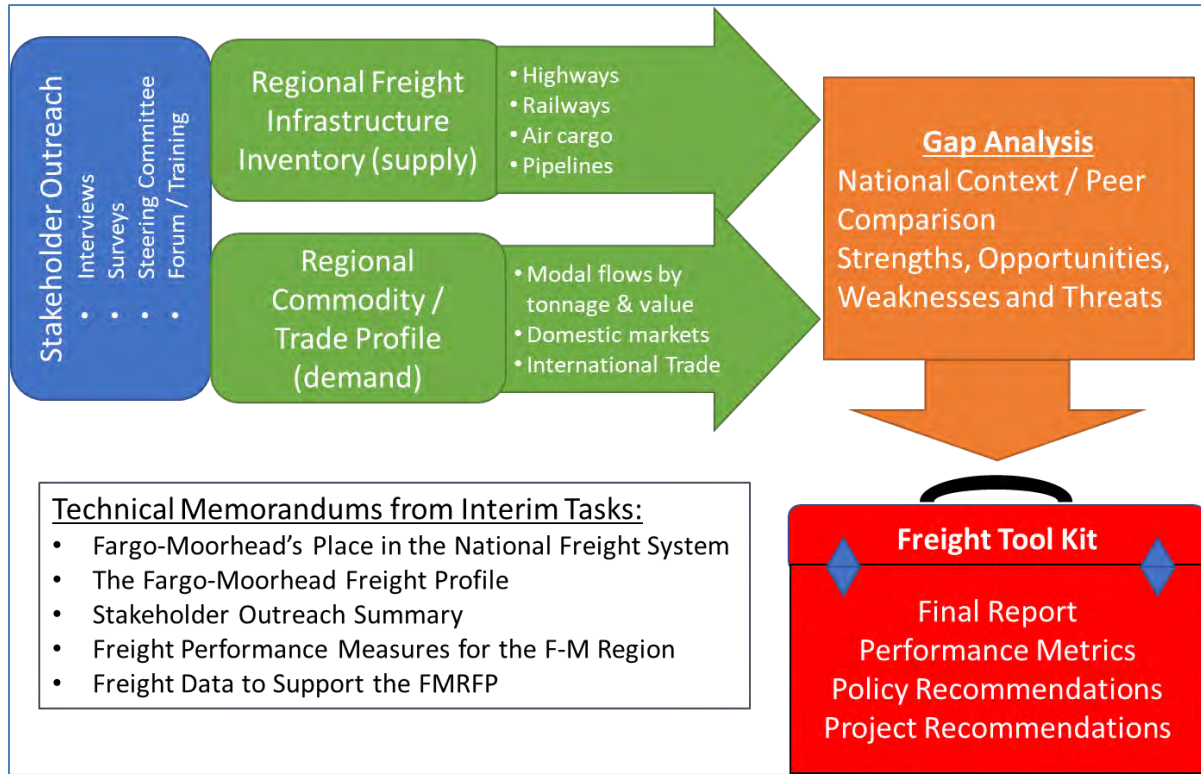 Stakeholder Outreach
• Interviews
• Surveys
• Steering Committee
• Forum / Training
Regional Freight
Infrastructure
Inventory (supply)
• Highways
• Railways
• Air cargo
• Pipelines
Regional
Commodity /
Trade Profile
(demand)
• Modal flows by
tonnage & value
• Domestic markets
• International Trade
Gap Analysis
National Context / Peer
Comparison
Strengths, Opportunities,
Weaknesses and Threats
Technical Memorandums from Interim Tasks:
• Fargo-Moorhead's Place in the National Freight System
• The Fargo-Moorhead Freight Profile
• Stakeholder Outreach Summary
• Freight Performance Measures for the F-M Region
• Freight Data to Support the FMRFP
Freight Tool Kit
Final Report
Performance Metrics
Policy Recommendations
Project Recommendations